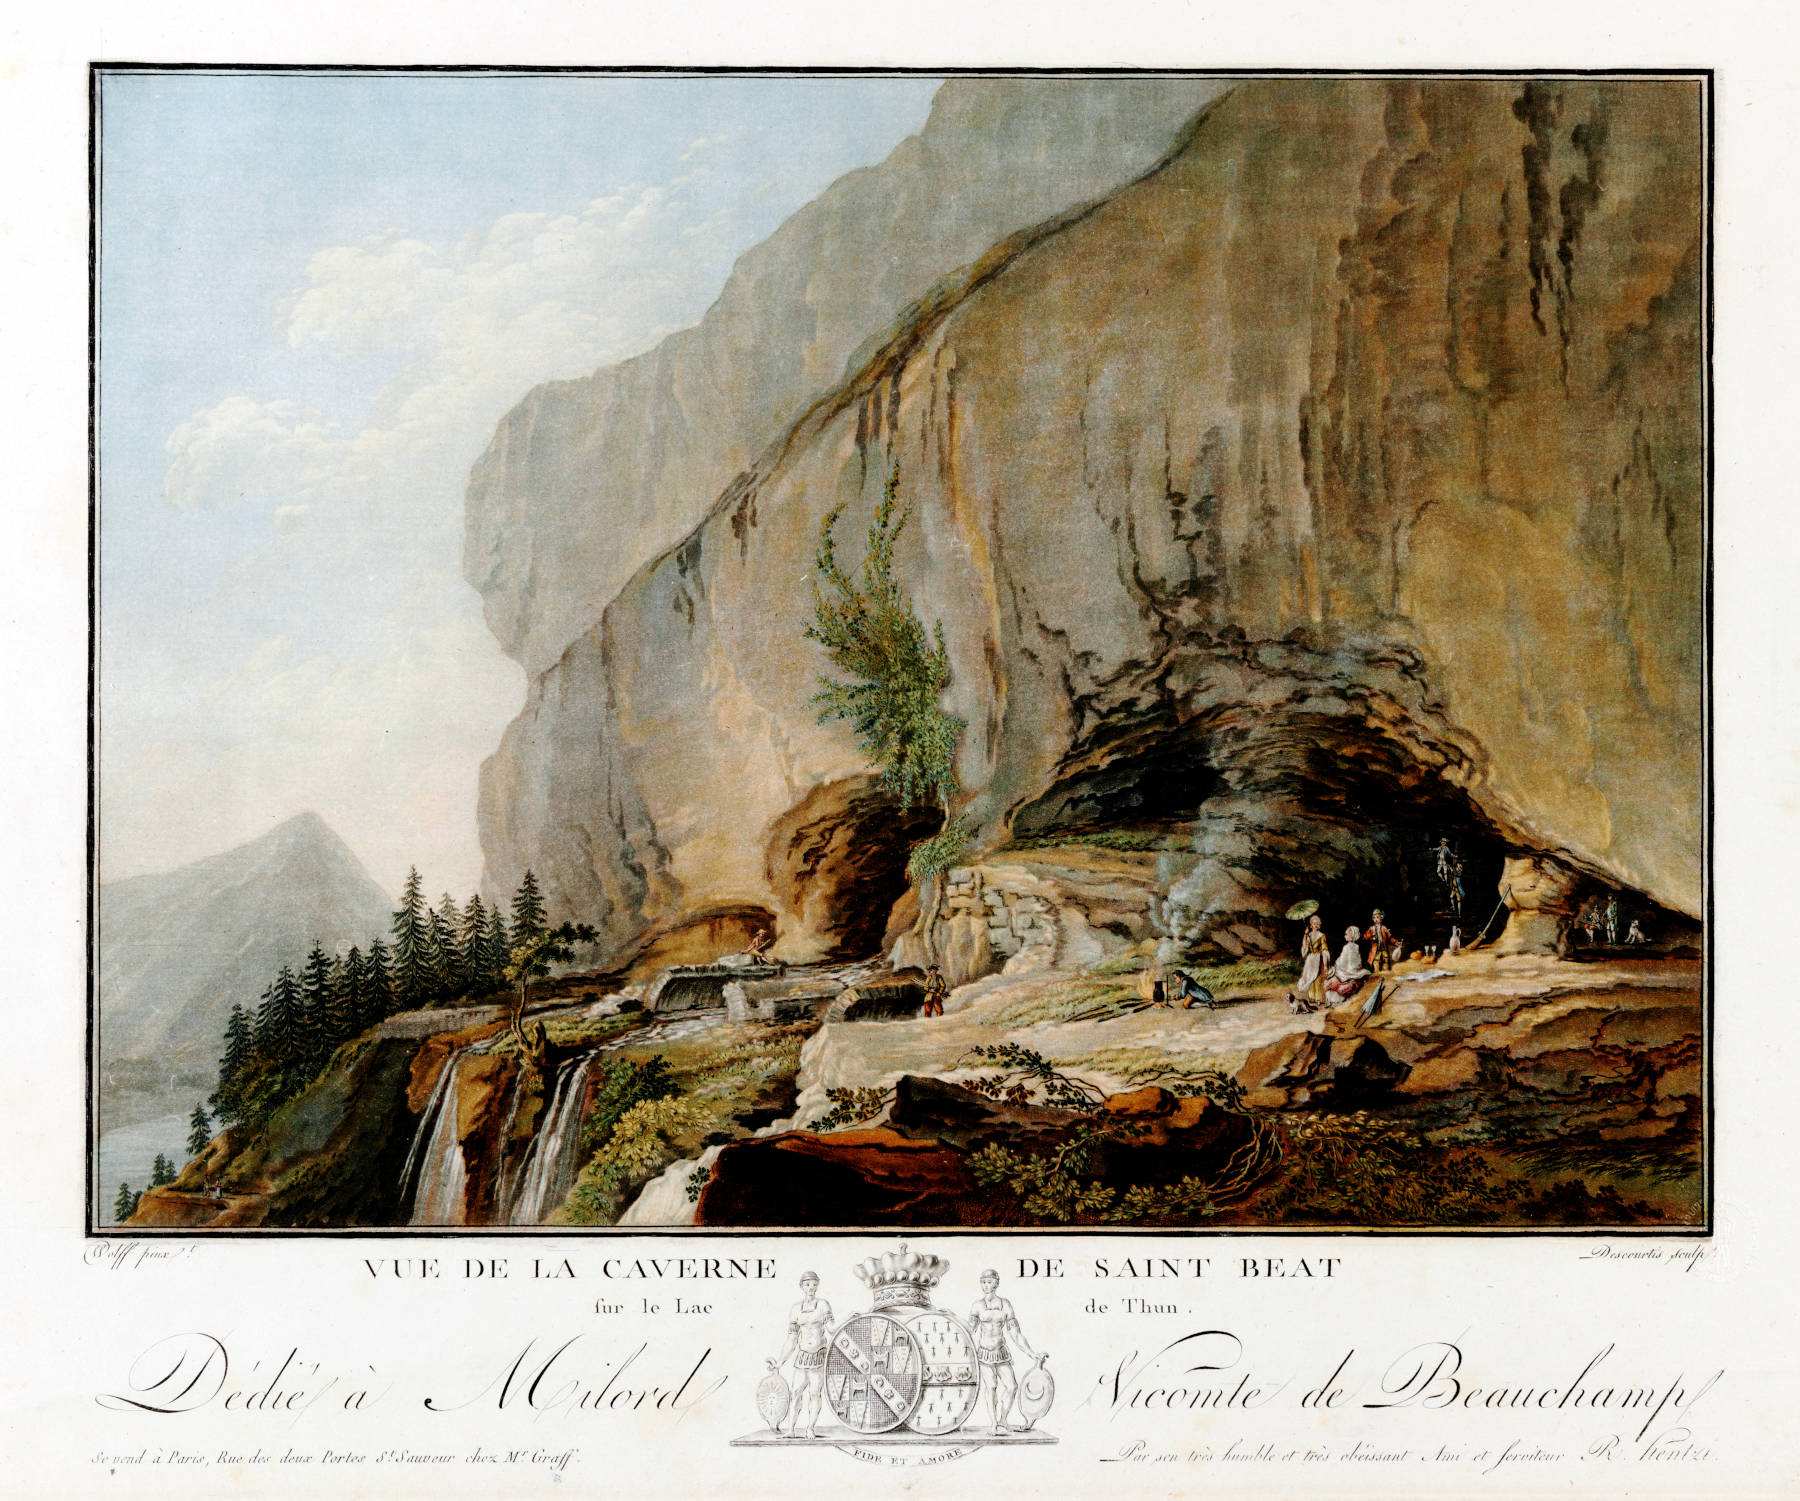 Wolff pinx.t
Descourtis sculp.t
VUE DE LA CAVERNE DE SAINT BEAT
sur le Lac de Thun.
Dédié à Milord Vicomte de Beauchamp
FIDE ET AMORE
Se vend à Paris, Rue des deux Portes St. Sauveur chez Mr. Graff.
Par son très humble et très obéissant Ami et serviteur R. hentzi.